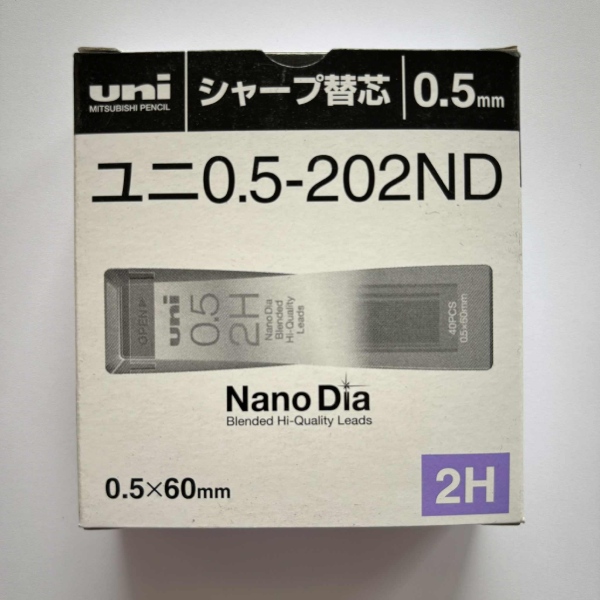 uni
MITSUBISHI PENCIL
シャープ替芯
0.5mm
ユニ0.5-202ND
OPEN
uni
0.5
2H
NanoDia
Blended
Hi-Quality
Leads
40PCS
0.5×60mm
Nano Dia
Blended Hi-Quality Leads
0.5×60mm
2H